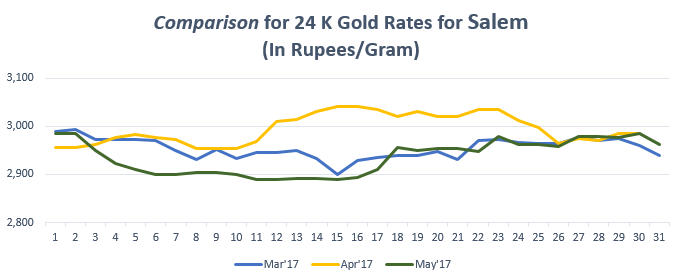 Comparison for 24 K Gold Rates for Salem
(In Rupees/Gram)
3,100
3,000
2,900
2,800
1 2 3 4 5 6 7 8 9 10 11 12 13 14 15 16 17 18 19 20 21 22 23 24 25 26 27 28 29 30 31
Mar'17 Apr'17 May'17